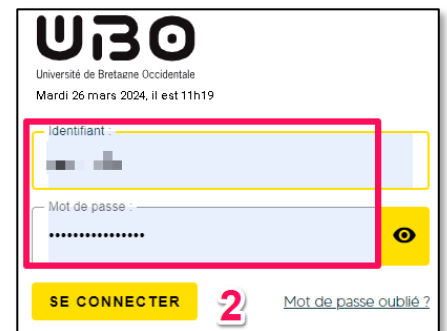 UBO
Université de Bretagne Occidentale
Mardi 26 mars 2024, il est 11h19
Identifiant :
Mot de passe :
••••••••••••••••
SE CONNECTER
2
Mot de passe oublié ?